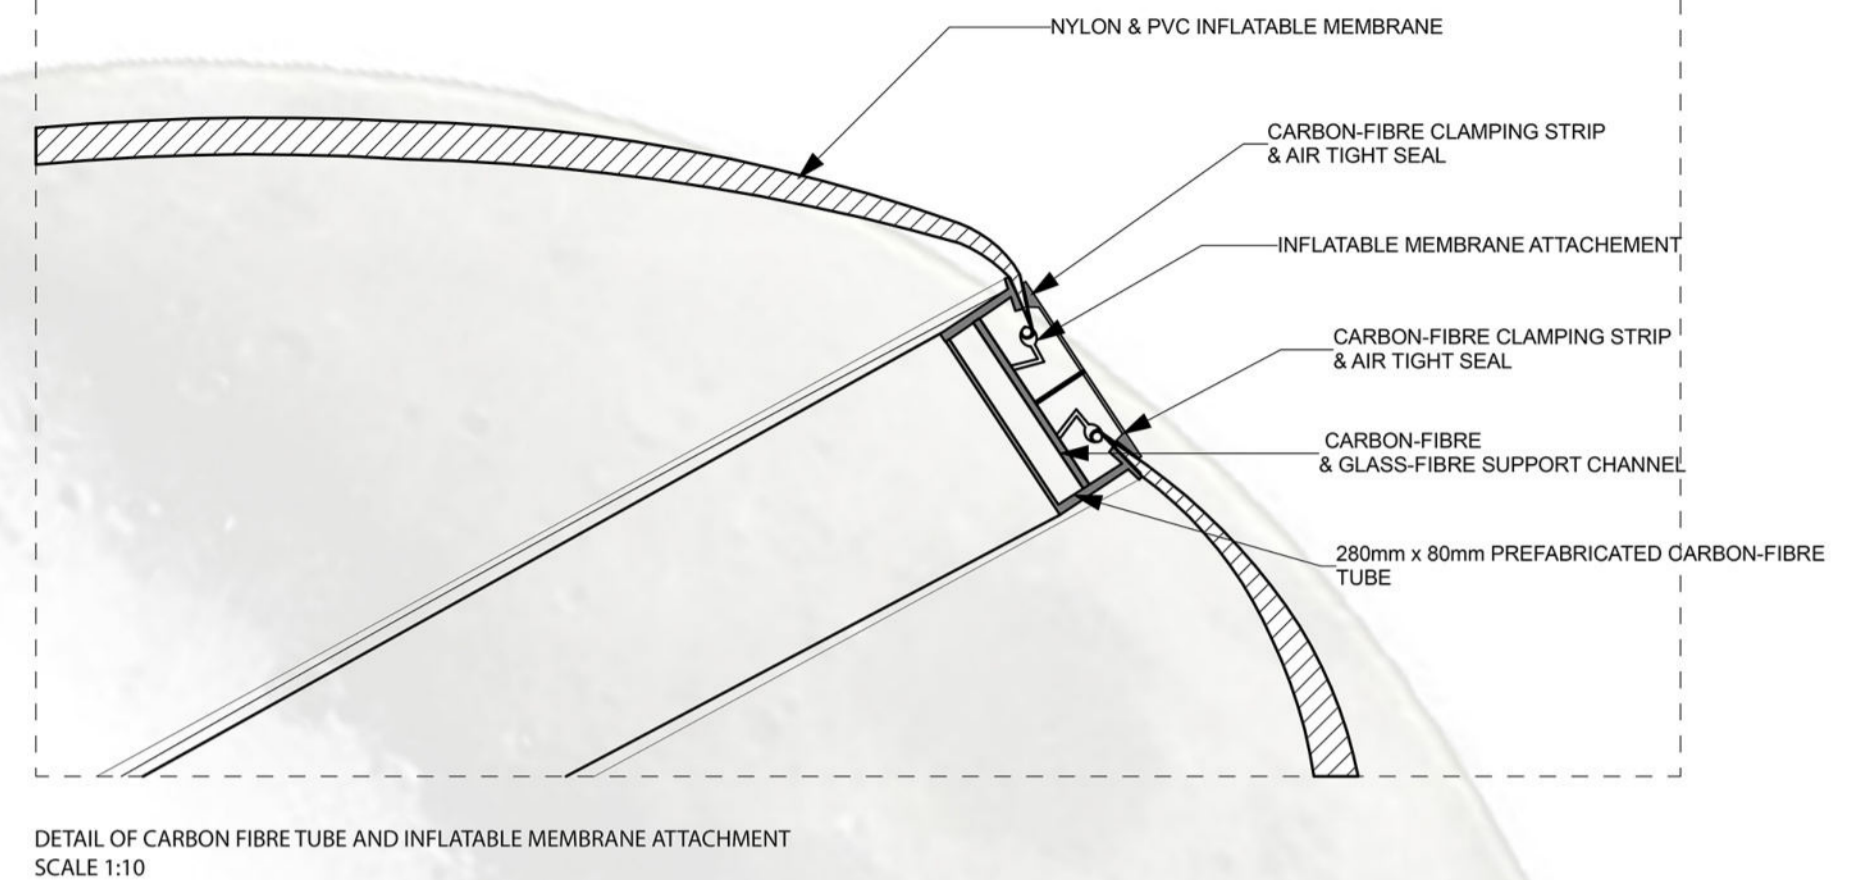 NYLON & PVC INFLATABLE MEMBRANE
CARBON-FIBRE CLAMPING STRIP
& AIR TIGHT SEAL
INFLATABLE MEMBRANE ATTACHEMENT
CARBON-FIBRE CLAMPING STRIP
& AIR TIGHT SEAL
CARBON-FIBRE
& GLASS-FIBRE SUPPORT CHANNEL
280mm x 80mm PREFABRICATED CARBON-FIBRE
TUBE
DETAIL OF CARBON FIBRE TUBE AND INFLATABLE MEMBRANE ATTACHMENT
SCALE 1:10